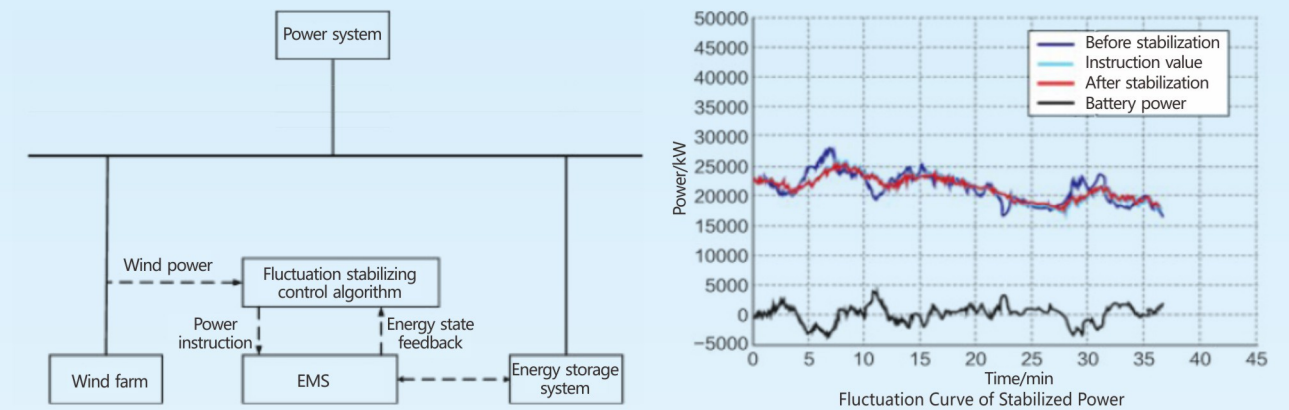 Power system
Wind power
Fluctuation stabilizing
control algorithm
Power
instruction
Energy state
feedback
Wind farm
EMS
Energy storage
system
Power/kW
50000
45000
40000
35000
30000
25000
20000
15000
10000
5000
0
−5000
Before stabilization
Instruction value
After stabilization
Battery power
0 5 10 15 20 25 30 35 40 45
Time/min
Fluctuation Curve of Stabilized Power